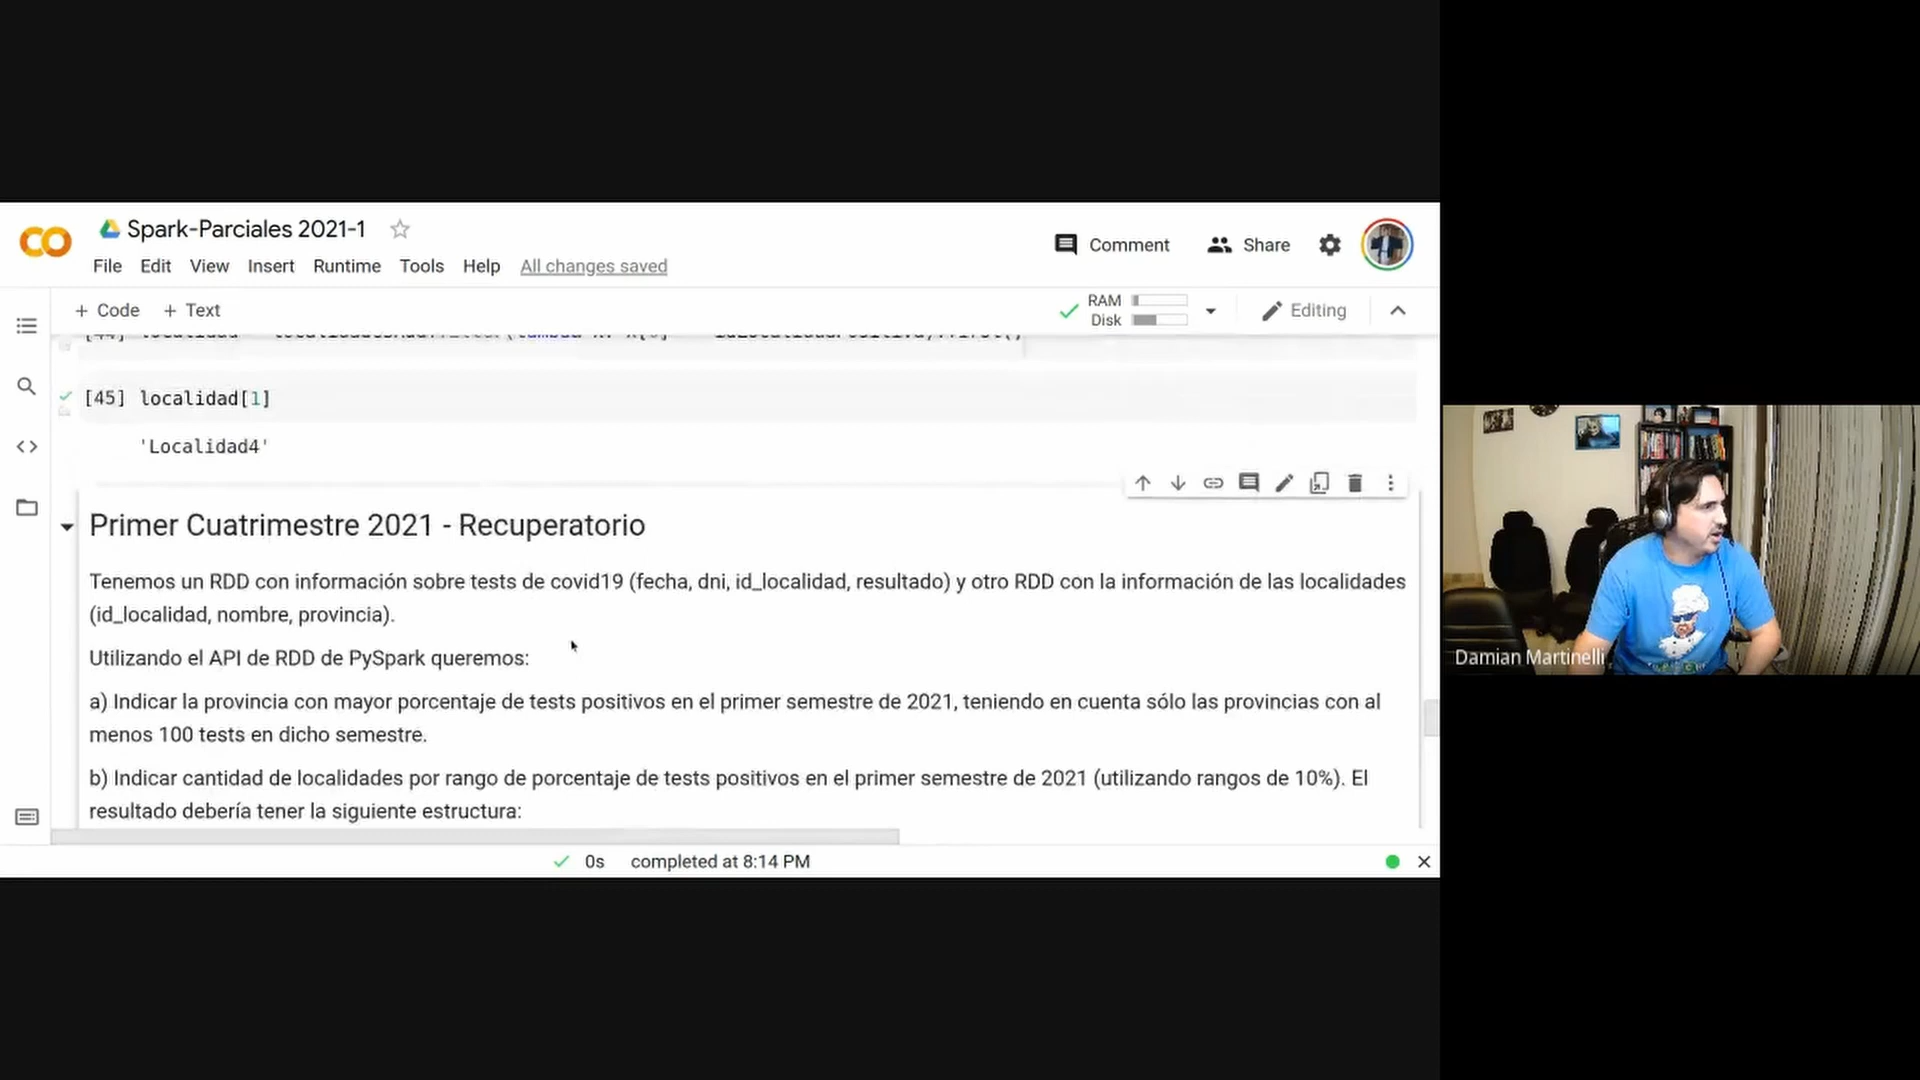 Spark-Parciales 2021-1
Comment
Share
File Edit View Insert Runtime Tools Help All changes saved
+ Code + Text
RAM
Disk
Editing
[45] localidad[1]
'Localidad4'
Primer Cuatrimestre 2021 - Recuperatorio
Tenemos un RDD con información sobre tests de covid19 (fecha, dni, id_localidad, resultado) y otro RDD con la información de las localidades
(id_localidad, nombre, provincia).
Utilizando el API de RDD de PySpark queremos:
a) Indicar la provincia con mayor porcentaje de tests positivos en el primer semestre de 2021, teniendo en cuenta sólo las provincias con al
menos 100 tests en dicho semestre.
b) Indicar cantidad de localidades por rango de porcentaje de tests positivos en el primer semestre de 2021 (utilizando rangos de 10%). El
resultado debería tener la siguiente estructura:
0s completed at 8:14 PM
Damian Martinelli